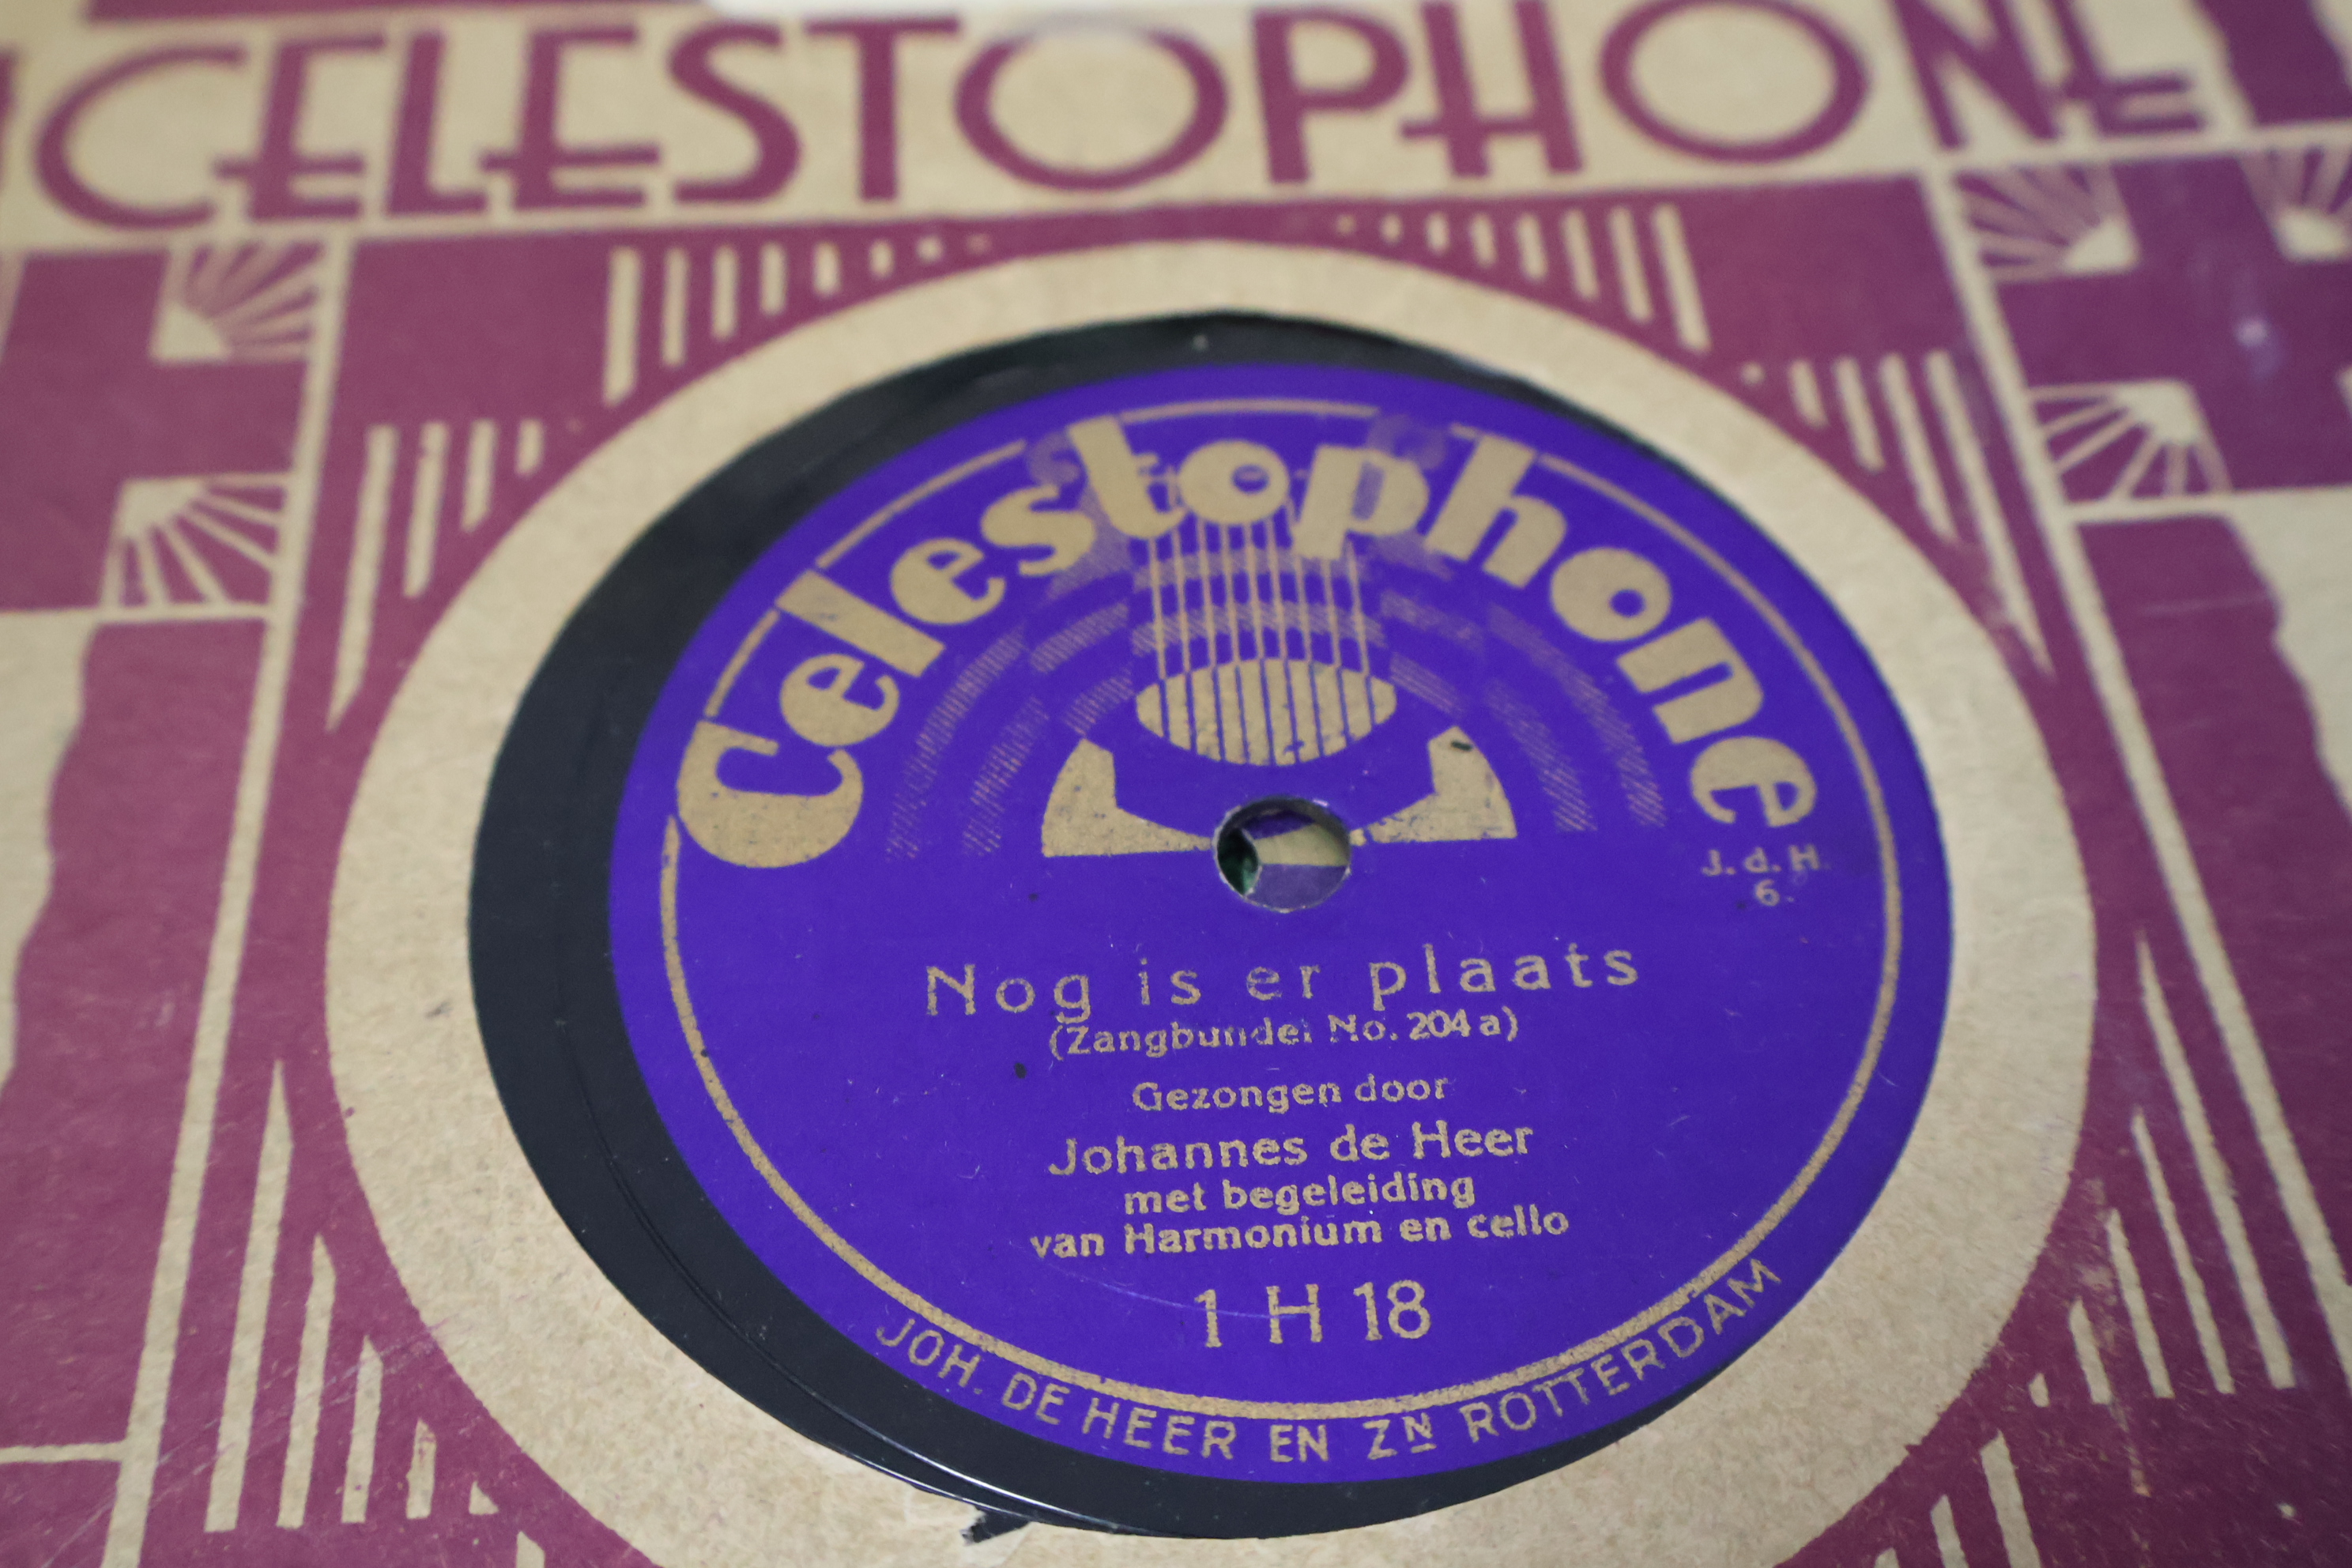 CELESTOPHONE
Celestophone
J. d. H.
6.
Nog is er plaats
(Zangbundel No. 204 a)
Gezongen door
Johannes de Heer
met begeleiding
van Harmonium en cello
1 H 18
JOH. DE HEER EN ZN ROTTERDAM